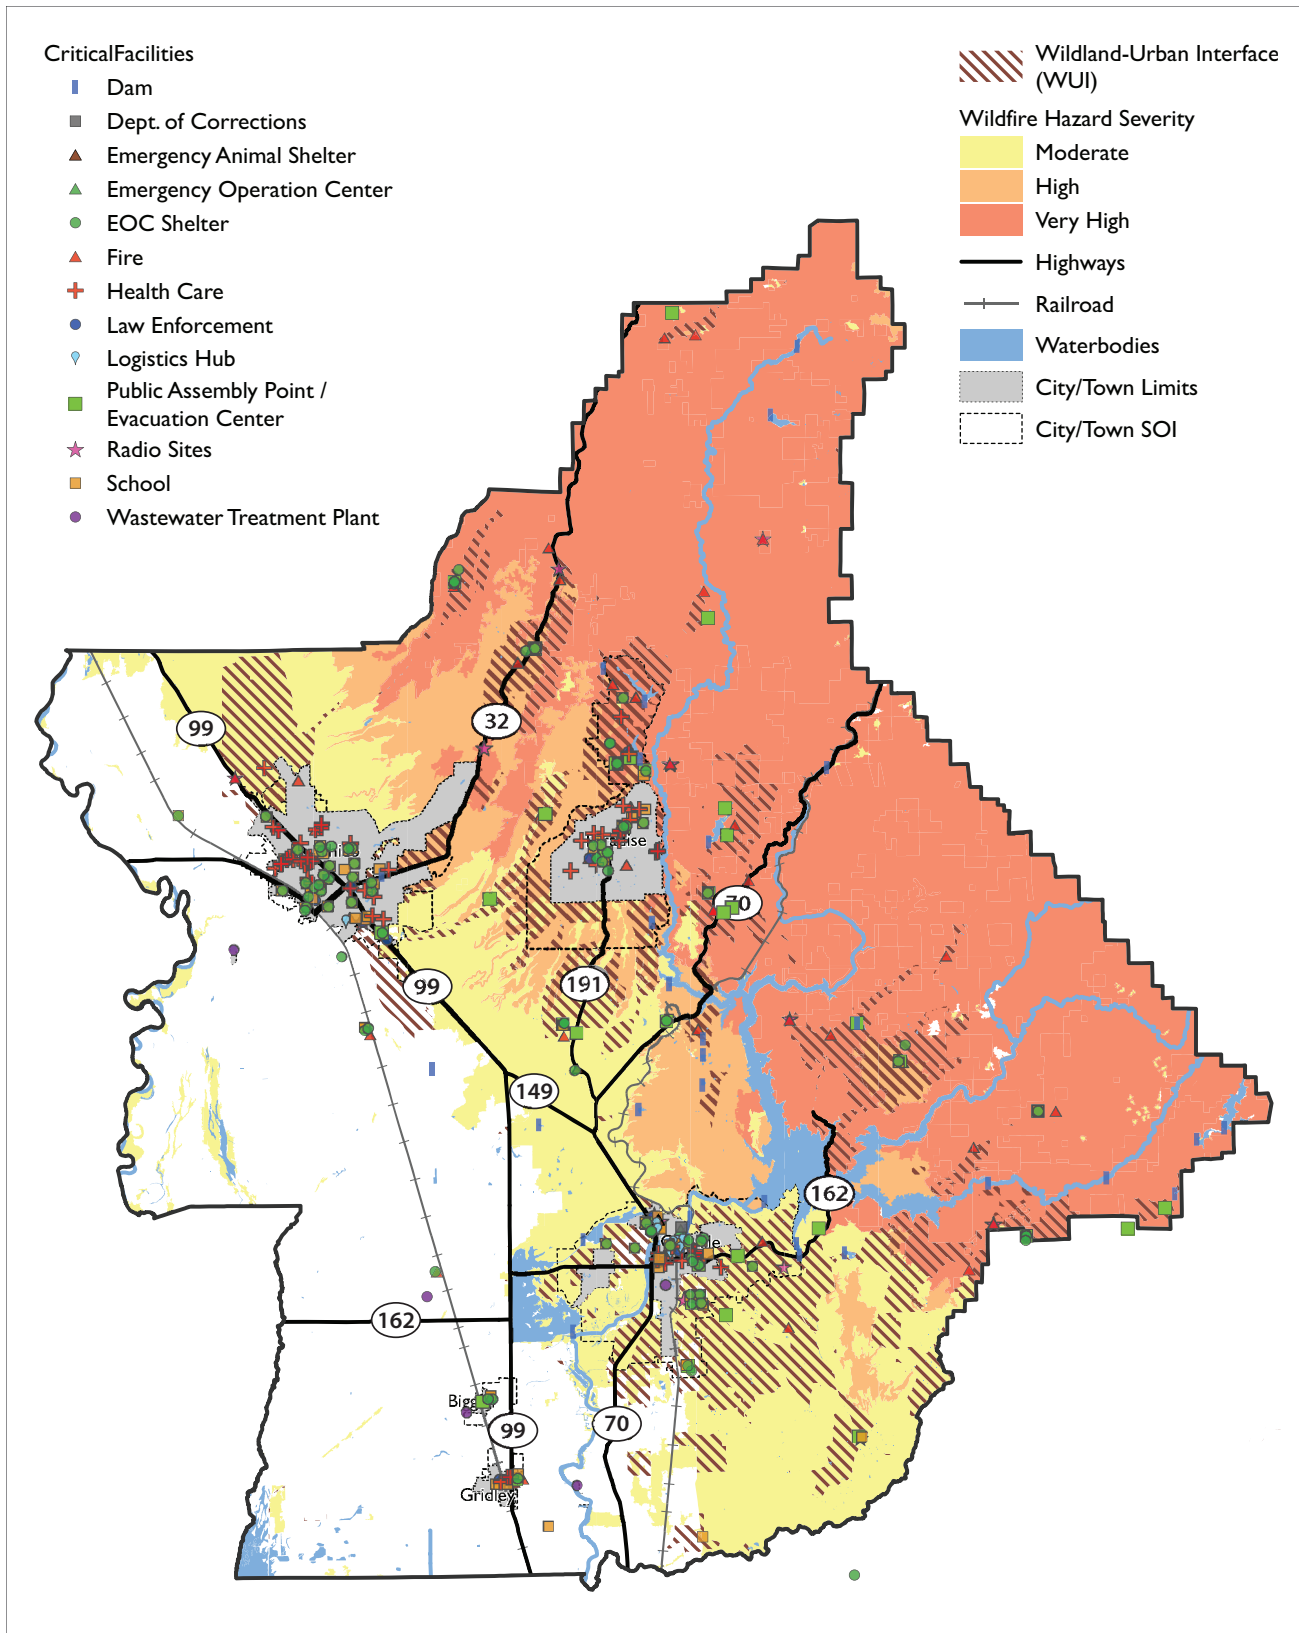 CriticalFacilities
Dam
Dept. of Corrections
Emergency Animal Shelter
Emergency Operation Center
EOC Shelter
Fire
Health Care
Law Enforcement
Logistics Hub
Public Assembly Point /
Evacuation Center
Radio Sites
School
Wastewater Treatment Plant
Wildland-Urban Interface
(WUI)
Wildfire Hazard Severity
Moderate
High
Very High
Highways
Railroad
Waterbodies
City/Town Limits
City/Town SOI
99
32
70
99
191
149
162
162
99
70
Gridley